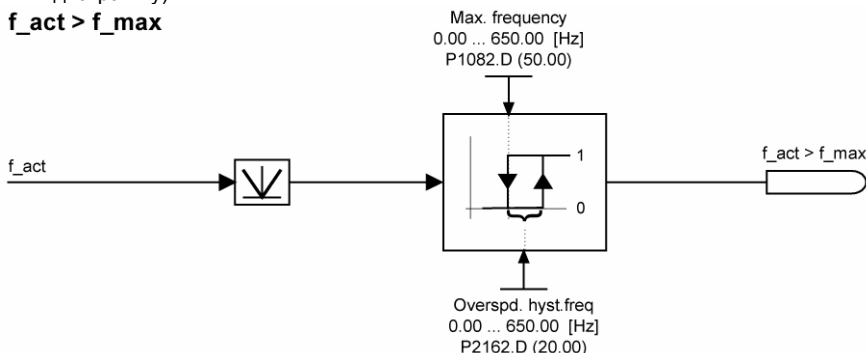 f_act > f_max
Max. frequency
0.00 ... 650.00 [Hz]
P1082.D (50.00)
f_act
1
0
f_act > f_max
Overspd. hyst.freq
0.00 ... 650.00 [Hz]
P2162.D (20.00)